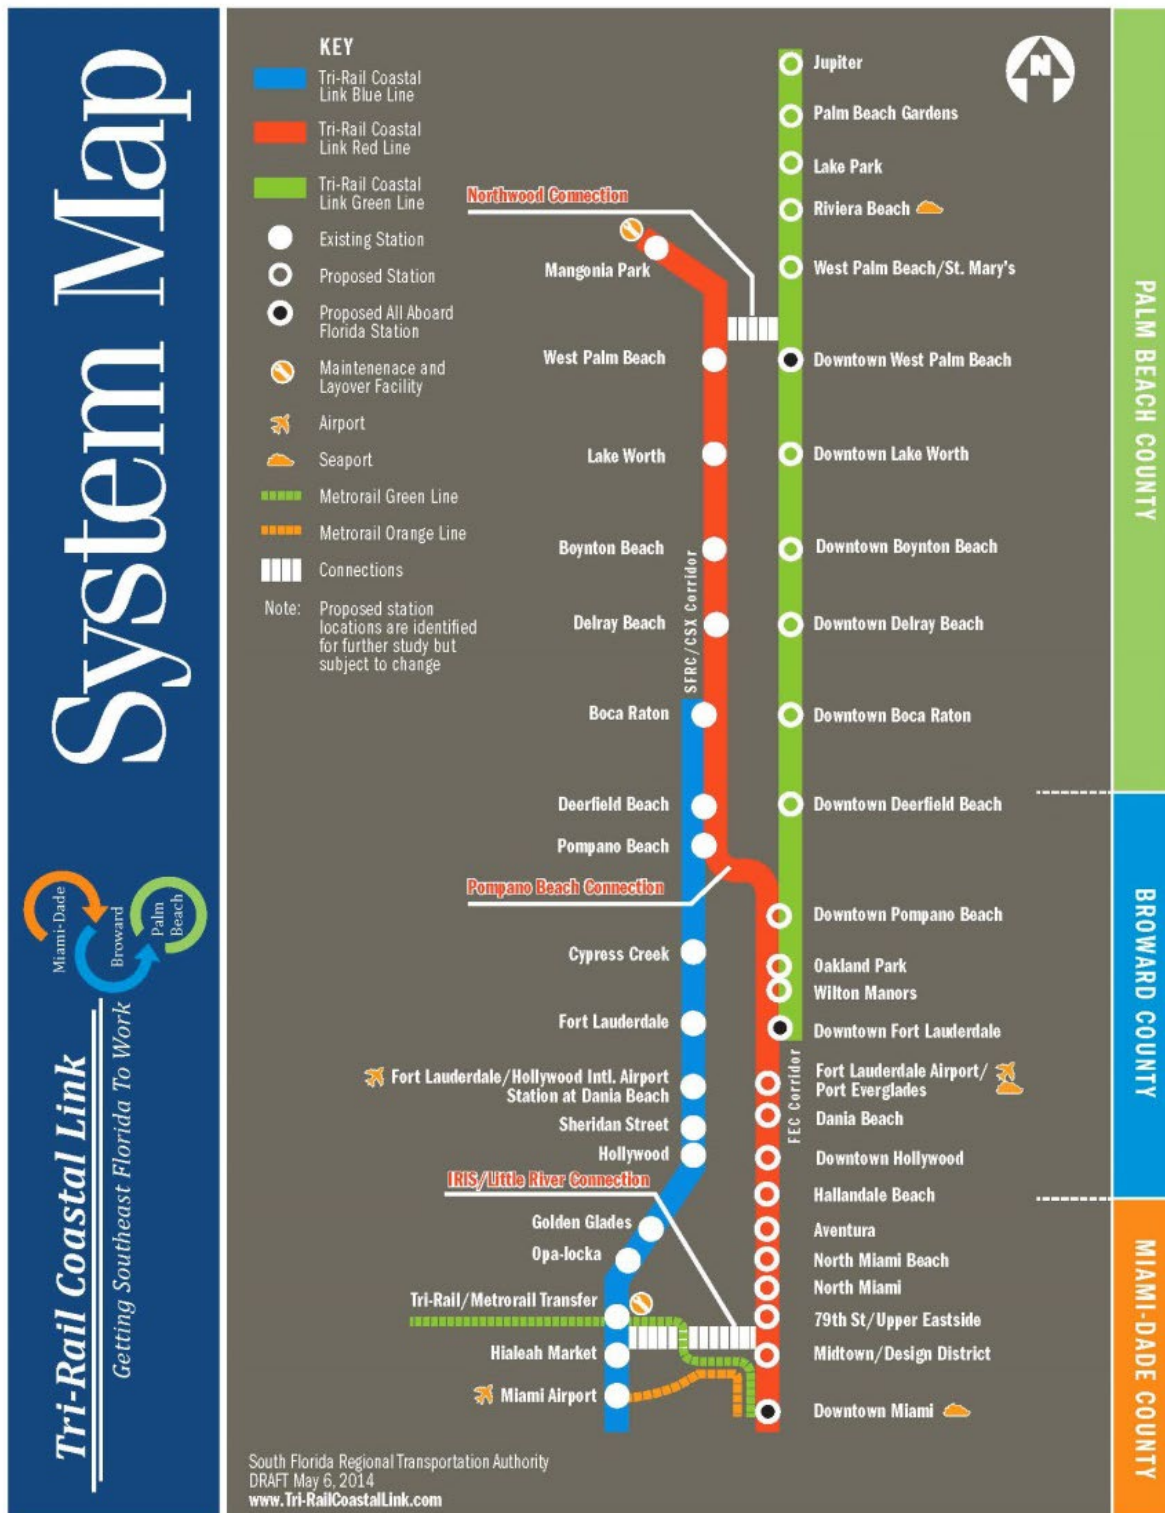 System Map
Miami-Dade
Broward
Palm
Beach
Tri-Rail Coastal Link
Getting Southeast Florida To Work
KEY
Tri-Rail Coastal
Link Blue Line
Tri-Rail Coastal
Link Red Line
Tri-Rail Coastal
Link Green Line
Existing Station
Proposed Station
Proposed All Aboard
Florida Station
Maintenenace and
Layover Facility
Airport
Seaport
Metrorail Green Line
Metrorail Orange Line
Connections
Note: Proposed station
locations are identified
for further study but
subject to change
N
Northwood Connection
Mangonia Park
West Palm Beach
Lake Worth
Boynton Beach
Delray Beach
SFRC/CSX Corridor
Boca Raton
Deerfield Beach
Pompano Beach
Pompano Beach Connection
Cypress Creek
Fort Lauderdale
Fort Lauderdale/Hollywood Intl. Airport
Station at Dania Beach
Sheridan Street
Hollywood
IRIS/Little River Connection
Golden Glades
Opa-locka
Tri-Rail/Metrorail Transfer
Hialeah Market
Miami Airport
Jupiter
Palm Beach Gardens
Lake Park
Riviera Beach
West Palm Beach/St. Mary's
Downtown West Palm Beach
Downtown Lake Worth
Downtown Boynton Beach
Downtown Delray Beach
Downtown Boca Raton
Downtown Deerfield Beach
Downtown Pompano Beach
Oakland Park
Wilton Manors
Downtown Fort Lauderdale
FEC Corridor
Fort Lauderdale Airport/
Port Everglades
Dania Beach
Downtown Hollywood
Hallandale Beach
Aventura
North Miami Beach
North Miami
79th St/Upper Eastside
Midtown/Design District
Downtown Miami
PALM BEACH COUNTY
BROWARD COUNTY
MIAMI-DADE COUNTY
South Florida Regional Transportation Authority
DRAFT May 6, 2014
www.Tri-RailCoastalLink.com